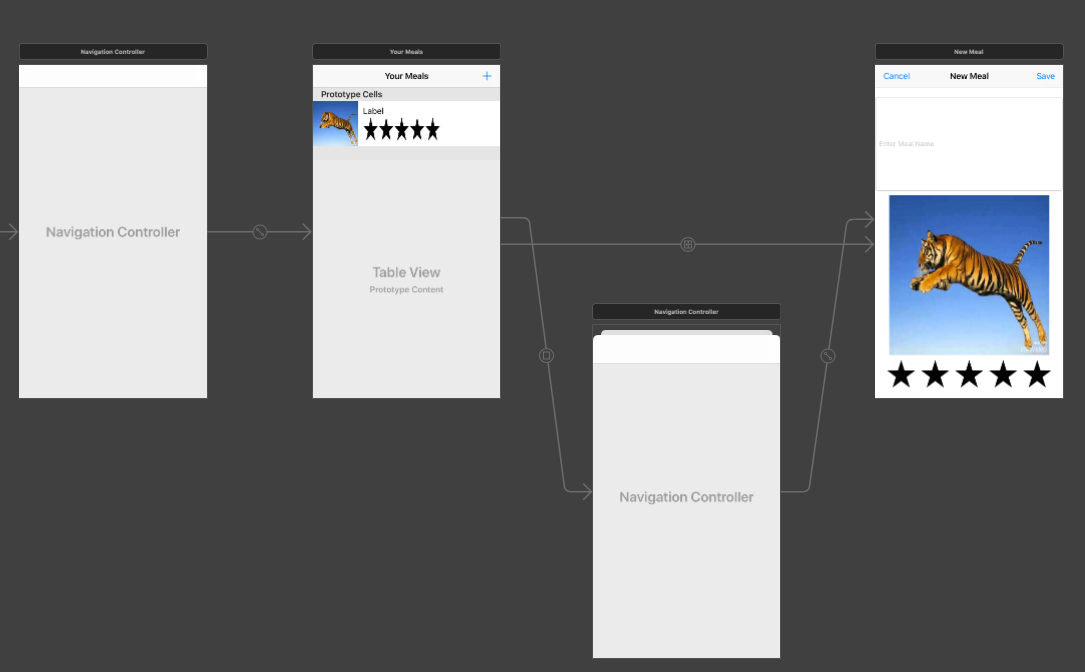 Navigation Controller
Navigation Controller
Your Meals
Your Meals
Prototype Cells
Label
Table View
Prototype Content
Navigation Controller
Navigation Controller
New Meal
Cancel
New Meal
Save
Enter Meal Name